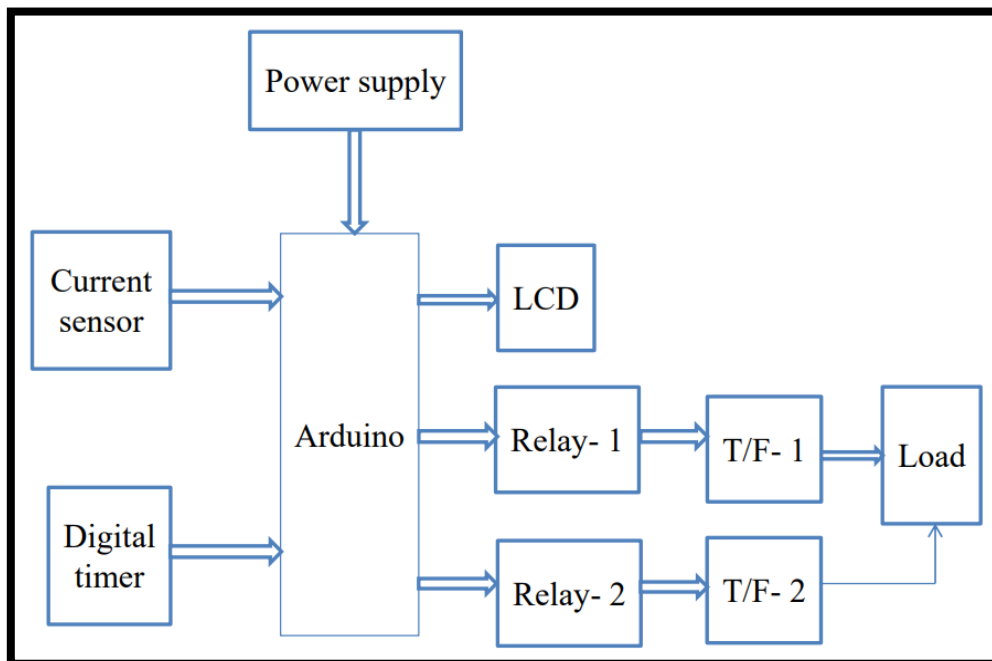 Power supply
Current
sensor
LCD
Arduino
Relay- 1
T/F- 1
Load
Digital
timer
Relay- 2
T/F- 2